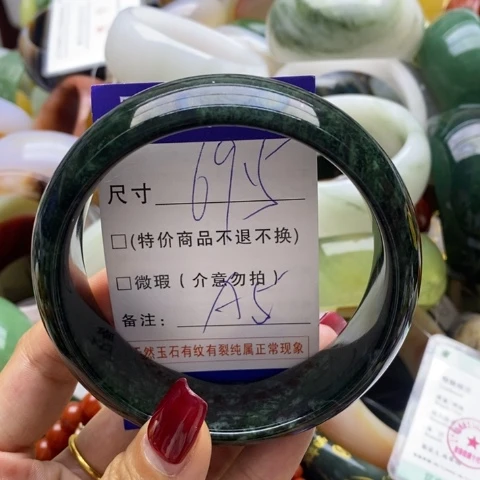 尺寸 69.5
□(特价商品不退不换)
□微瑕(介意勿拍)
备注: A5
天然玉石有纹有裂纯属正常现象